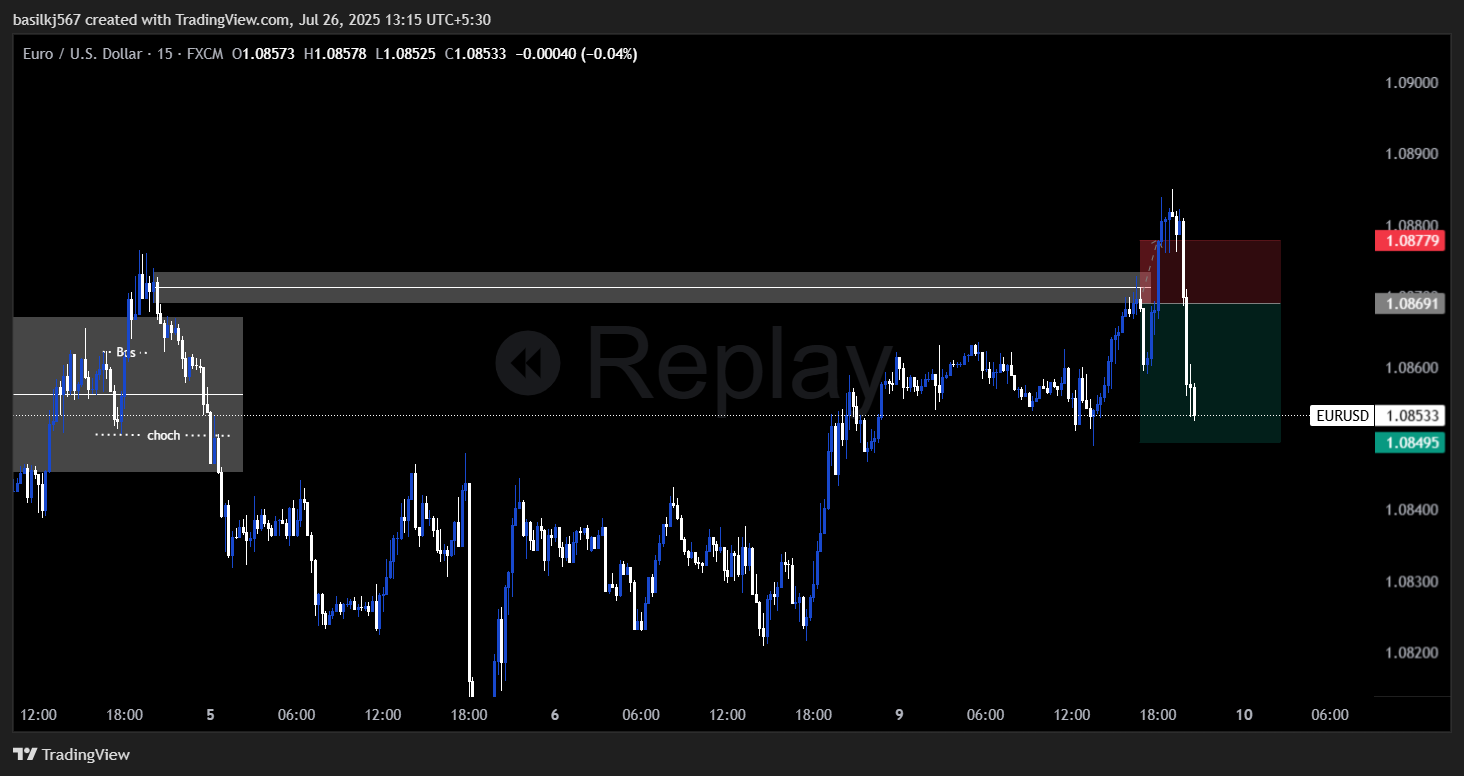 basilkj567 created with TradingView.com, Jul 26, 2025 13:15 UTC+5:30
Euro / U.S. Dollar · 15 · FXCM O1.08573 H1.08578 L1.08525 C1.08533 −0.00040 (−0.04%)
1.09000
1.08900
1.08800
1.08779
1.08691
Replay
Bos
1.08600
EURUSD 1.08533
choch
1.08495
1.08400
1.08300
1.08200
12:00 18:00 5 06:00 12:00 18:00 6 06:00 12:00 18:00 9 06:00 12:00 18:00 10 06:00
TradingView